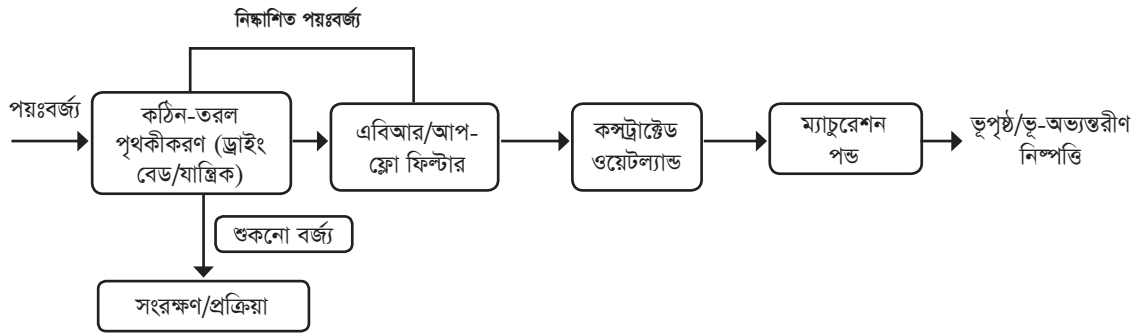 নিষ্কাশিত পয়ঃবর্জ্য
পয়ঃবর্জ্য
কঠিন-তরল
পৃথকীকরণ (ড্রাইং
বেড/যান্ত্রিক)
এবিআর/আপ-
ফ্লো ফিল্টার
কন্সট্রাক্টেড
ওয়েটল্যান্ড
ম্যাচুরেশন
পন্ড
ভূপৃষ্ঠ/ভূ-অভ্যন্তরীণ
নিষ্পত্তি
শুকনো বর্জ্য
সংরক্ষণ/প্রক্রিয়া